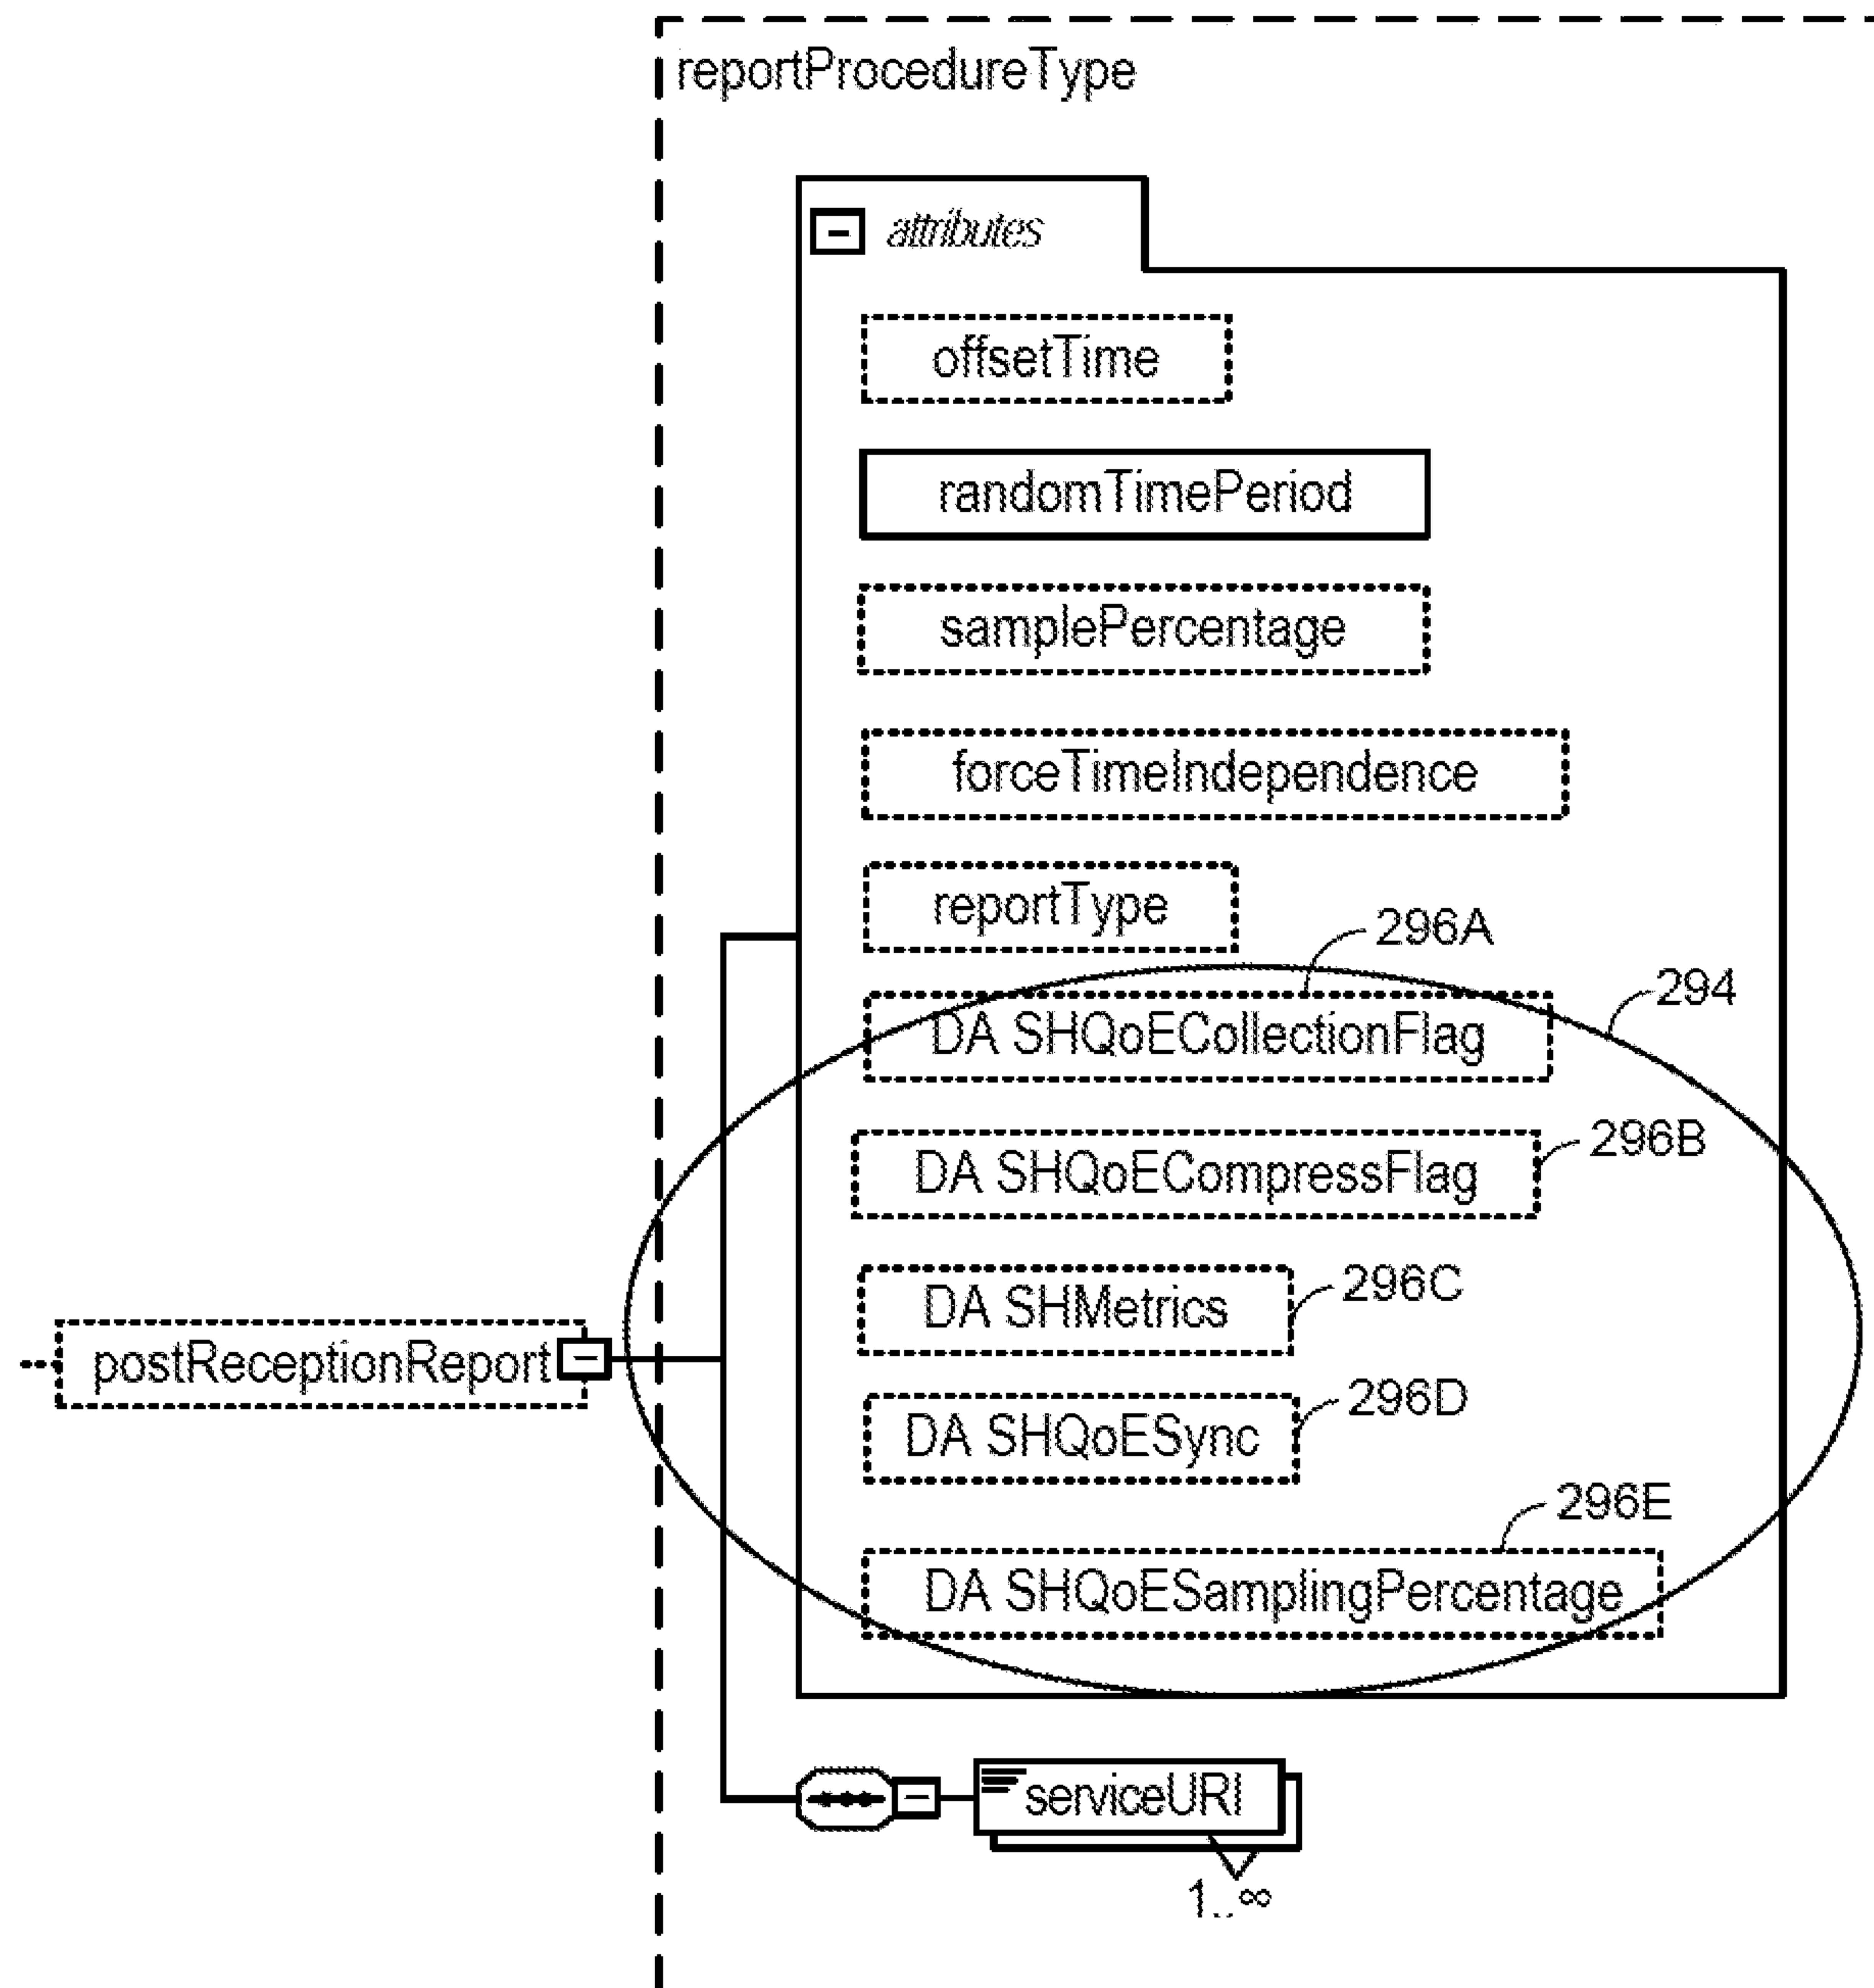 reportProcedureType
attributes
offsetTime
randomTimePeriod
samplePercentage
forceTimeIndependence
reportType
296A
294
DA SHQoECollectionFlag
296B
DA SHQoECompressFlag
296C
DA SHMetrics
postReceptionReport
296D
DA SHQoESync
296E
DA SHQoESamplingPercentage
serviceURI
1..∞